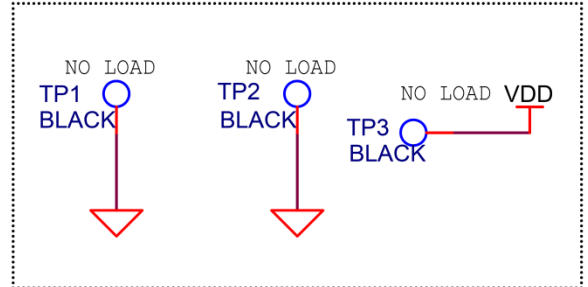 NO LOAD
TP1
BLACK
NO LOAD
TP2
BLACK
NO LOAD
VDD
TP3
BLACK